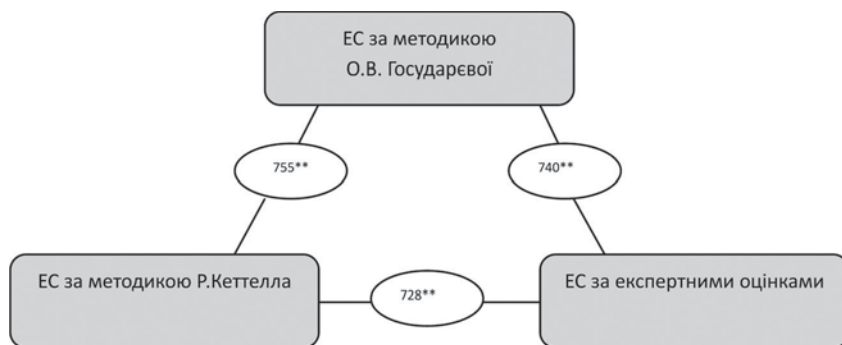 ЕС за методикою
О.В. Государєвої
755**
740**
ЕС за методикою Р.Кеттелла
728**
ЕС за експертними оцінками